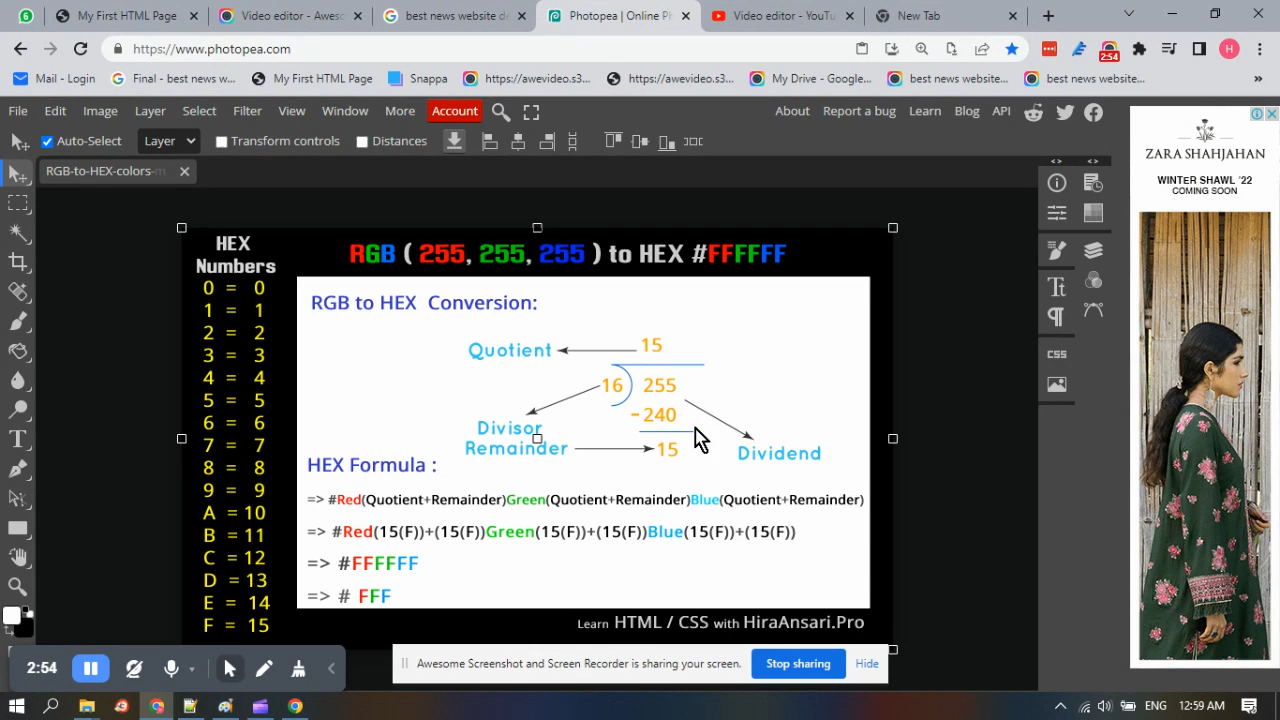 best news website d
Photopea | Online P
Video editor - YouTu
New Tab
https://www.photopea.com
2:54
H
Mail - Login
Final - best news w...
My First HTML Page
Snappa
https://awevideo.s3...
https://awevideo.s3...
My Drive - Google...
best news website...
best news website...
File Edit Image Layer Select Filter View Window More Account
About Report a bug Learn Blog API
Auto-Select
Layer
Transform controls
Distances
RGB-to-HEX-colors-m
ZARA SHAHJAHAN
WINTER SHAWL '22
COMING SOON
CSS
HEX
Numbers
0 = 0
1 = 1
2 = 2
3 = 3
4 = 4
5 = 5
6 = 6
7 = 7
8 = 8
9 = 9
A = 10
B = 11
C = 12
D = 13
E = 14
F = 15
RGB ( 255, 255, 255 ) to HEX #FFFFFF
RGB to HEX Conversion:
Quotient 15
16 255
- 240
Divisor
Remainder 15
Dividend
HEX Formula :
=> #Red(Quotient+Remainder)Green(Quotient+Remainder)Blue(Quotient+Remainder)
=> #Red(15(F)+(15(F))Green(15(F))+(15(F))Blue(15(F))+(15(F))
=> #FFFFFF
=> # FFF
Learn HTML / CSS with HiraAnsari.Pro
2:54
Awesome Screenshot and Screen Recorder is sharing your screen.
Stop sharing
Hide
ENG
12:59 AM